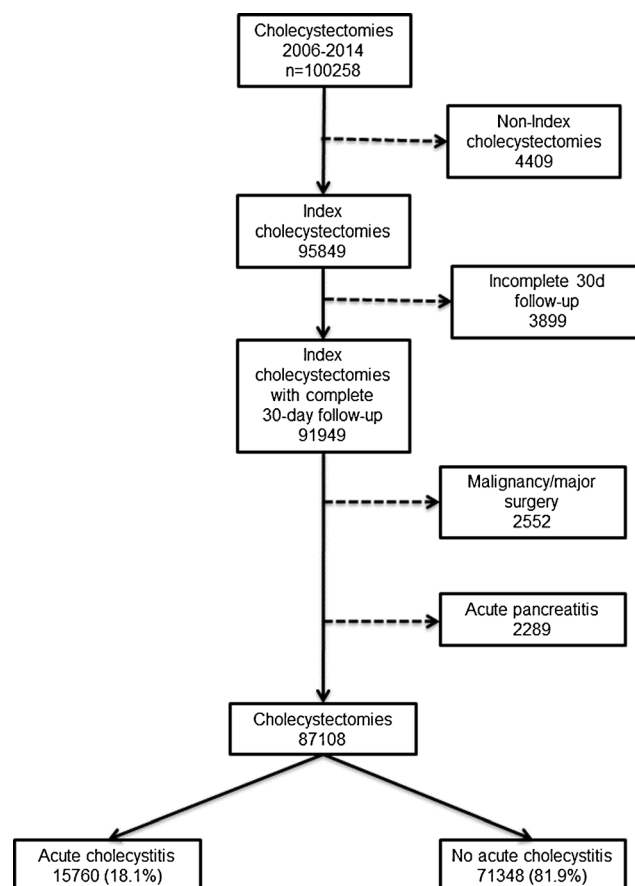 Cholecystectomies
2006-2014
n=100258
Non-Index
cholecystectomies
4409
Index
cholecystectomies
95849
Incomplete 30d
follow-up
3899
Index
cholecystectomies
with complete
30-day follow-up
91949
Malignancy/major
surgery
2552
Acute pancreatitis
2289
Cholecystectomies
87108
Acute cholecystitis
15760 (18.1%)
No acute cholecystitis
71348 (81.9%)